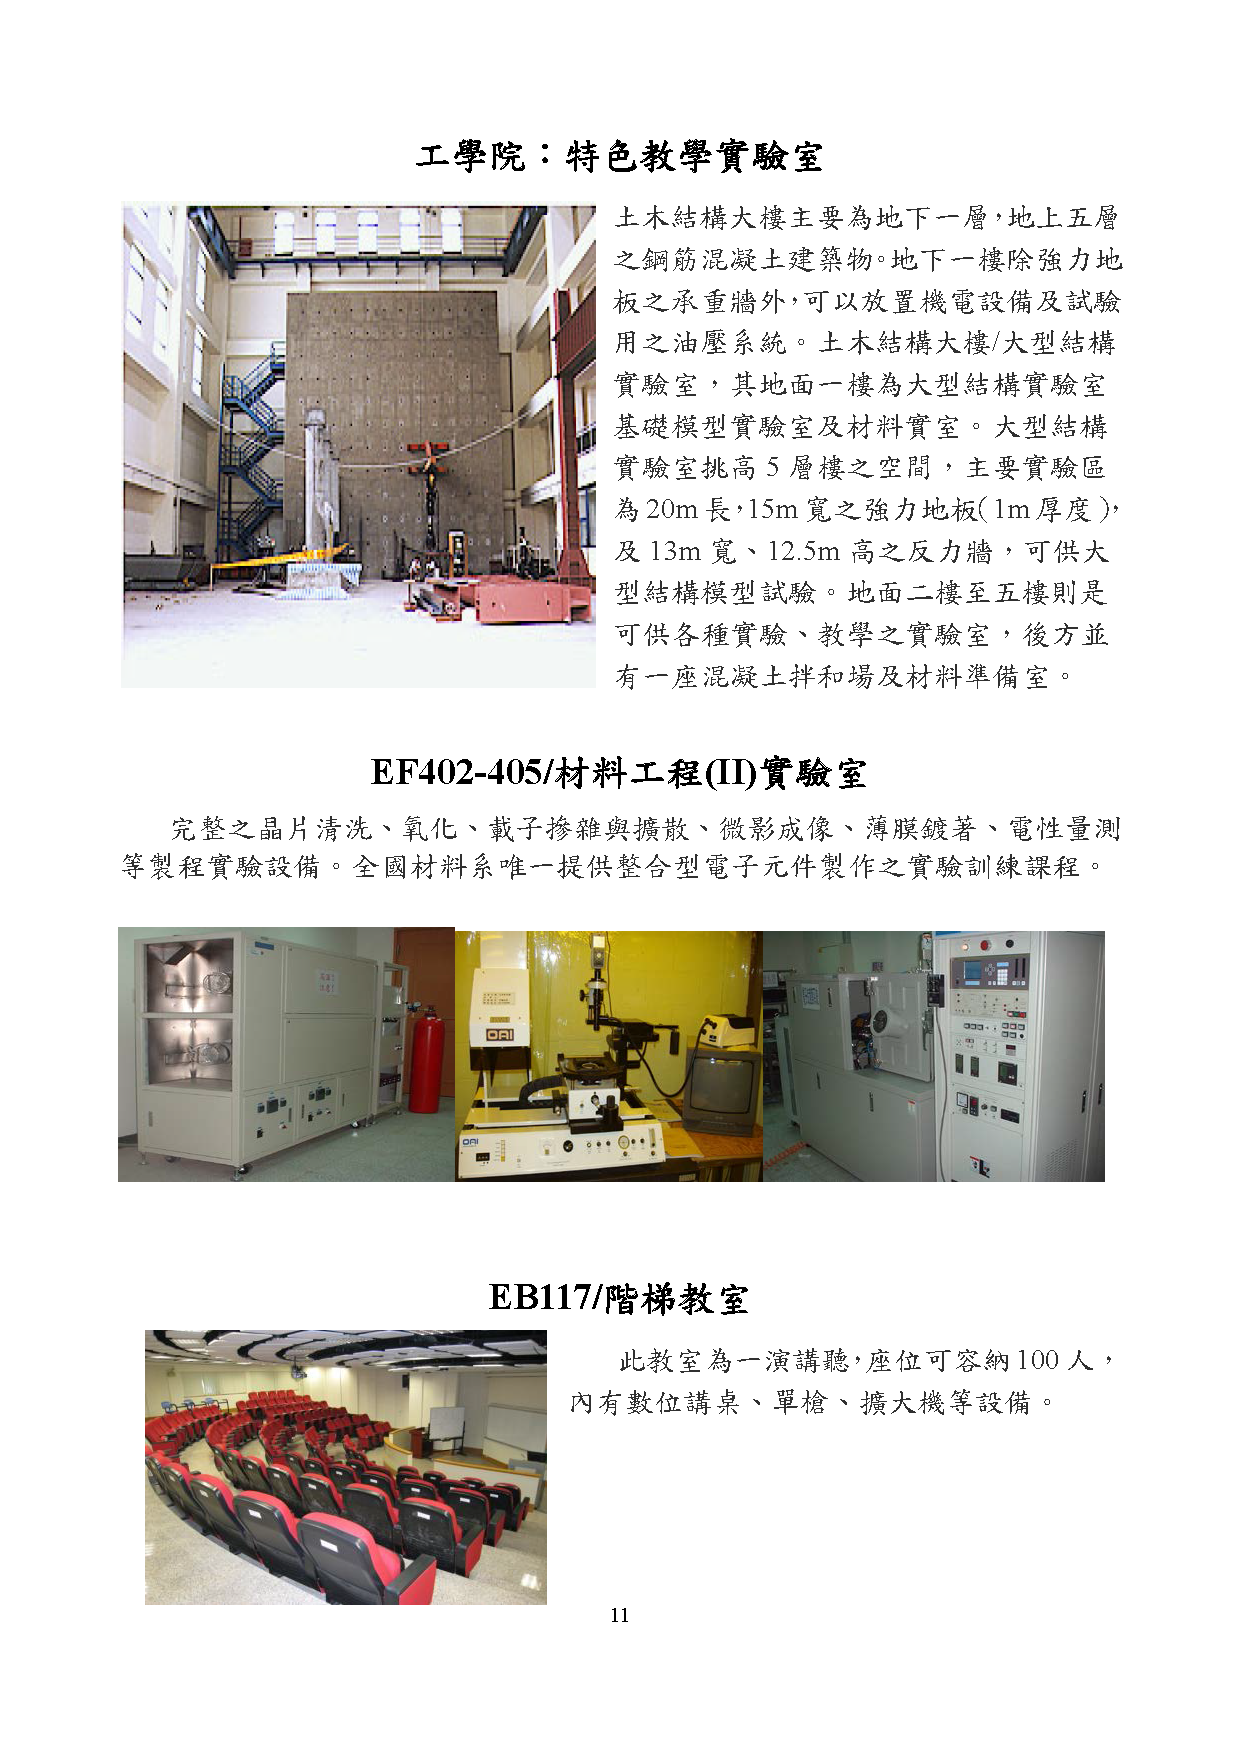 工學院：特色教學實驗室
土木結構大樓主要為地下一層，地上五層
之鋼筋混凝土建築物。地下一樓除強力地
板之承重牆外，可以放置機電設備及試驗
用之油壓系統。土木結構大樓/大型結構
實驗室，其地面一樓為大型結構實驗室
基礎模型實驗室及材料實室。大型結構
實驗室挑高 5 層樓之空間，主要實驗區
為 20m 長，15m 寬之強力地板( 1m 厚度 )，
及 13m 寬、12.5m 高之反力牆，可供大
型結構模型試驗。地面二樓至五樓則是
可供各種實驗、教學之實驗室，後方並
有一座混凝土拌和場及材料準備室。
EF402-405/材料工程(II)實驗室
完整之晶片清洗、氧化、載子摻雜與擴散、微影成像、薄膜鍍著、電性量測
等製程實驗設備。全國材料系唯一提供整合型電子元件製作之實驗訓練課程。
OAI
OAI
EB117/階梯教室
此教室為一演講聽，座位可容納 100 人，
內有數位講桌、單槍、擴大機等設備。
11